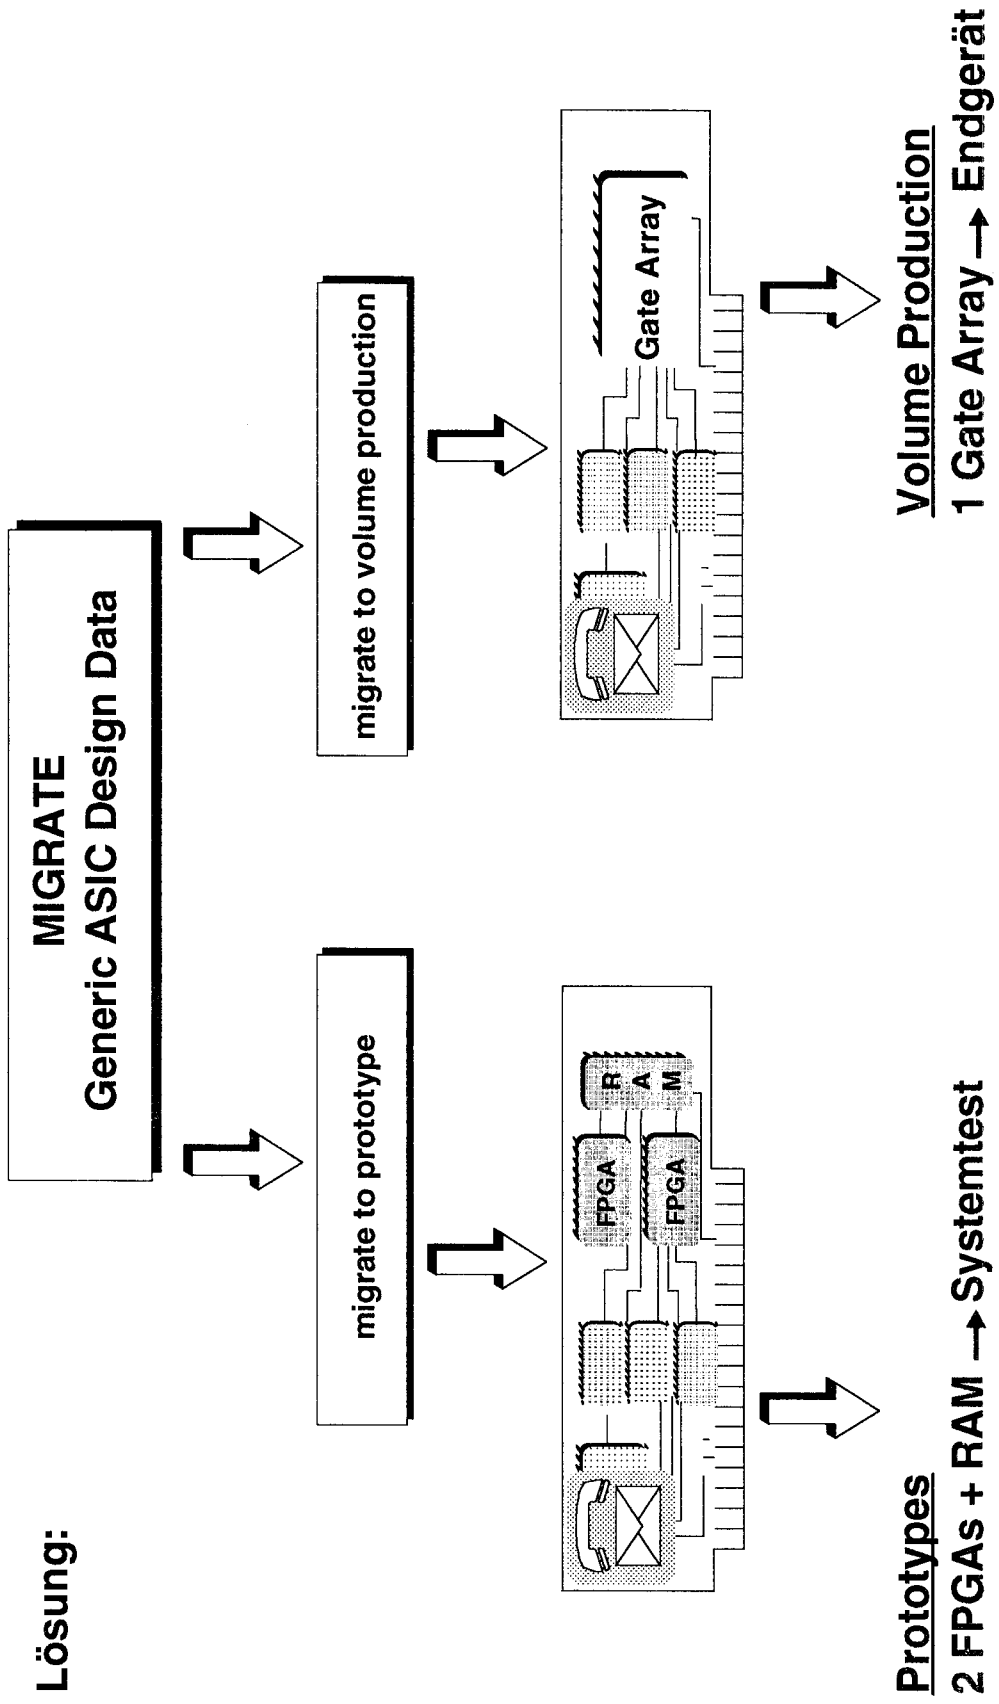 Lösung:
MIGRATE
Generic ASIC Design Data
migrate to prototype
migrate to volume production
FPGA
FPGA
R
A
M
Gate Array
Prototypes
2 FPGAs + RAM → Systemtest
Volume Production
1 Gate Array → Endgerät